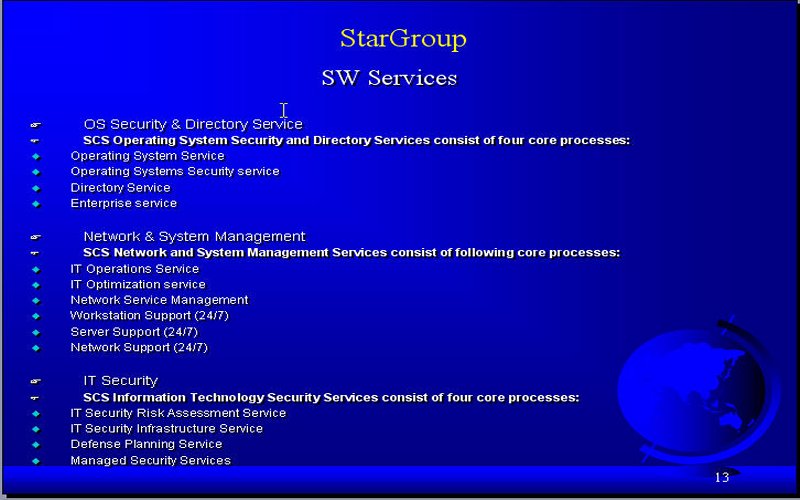 StarGroup
SW Services
OS Security & Directory Service
SCS Operating System Security and Directory Services consist of four core processes:
Operating System Service
Operating Systems Security service
Directory Service
Enterprise service
Network & System Management
SCS Network and System Management Services consist of following core processes:
IT Operations Service
IT Optimization service
Network Service Management
Workstation Support (24/7)
Server Support (24/7)
Network Support (24/7)
IT Security
SCS Information Technology Security Services consist of four core processes:
IT Security Risk Assessment Service
IT Security Infrastructure Service
Defense Planning Service
Managed Security Services
13